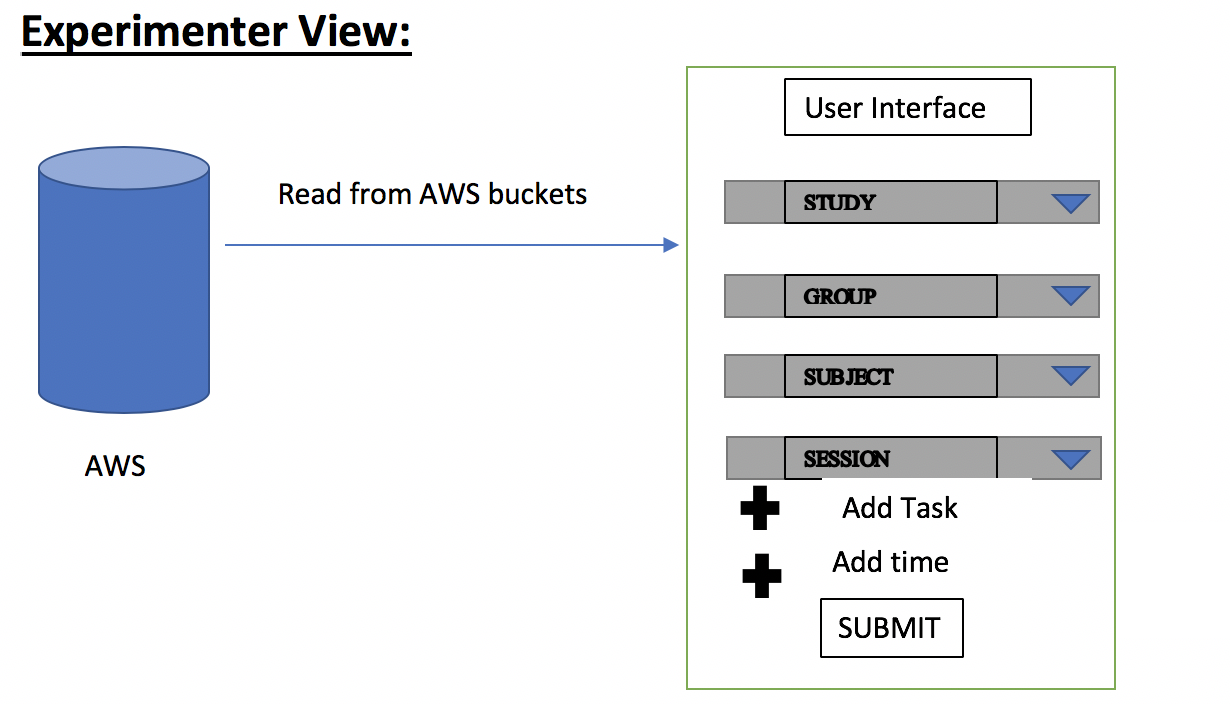 Experimenter View:
User Interface
Read from AWS buckets
STUDY
GROUP
SUBJECT
SESSION
AWS
Add Task
Add time
SUBMIT